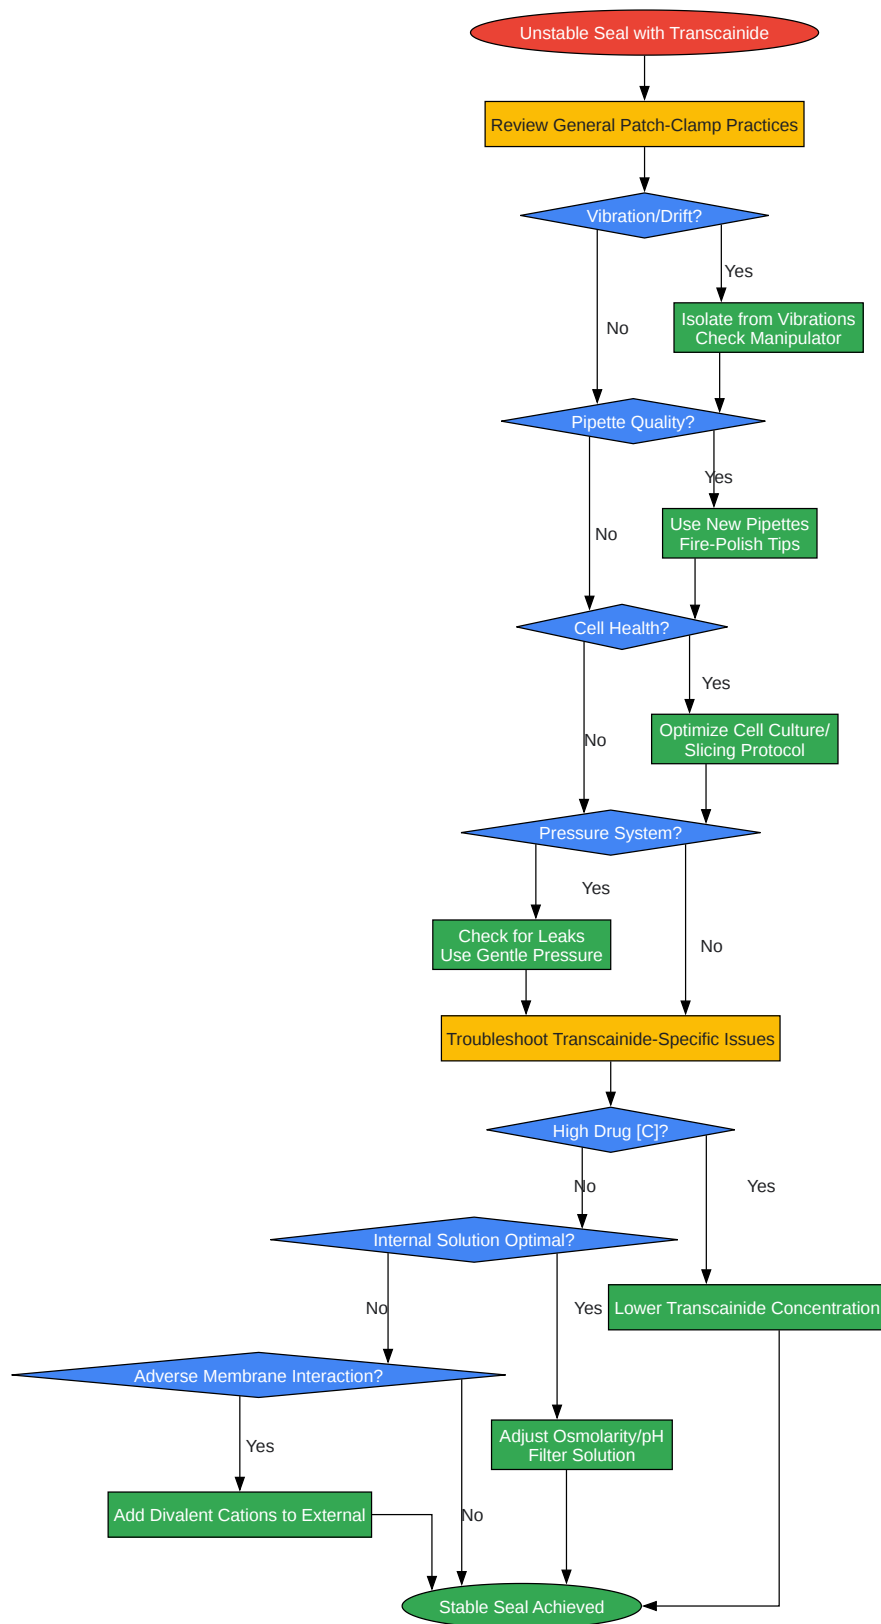 Unstable Seal with Transcainide
Review General Patch-Clamp Practices
Vibration/Drift?
Yes
No
Isolate from Vibrations
Check Manipulator
Pipette Quality?
Yes
No
Use New Pipettes
Fire-Polish Tips
Cell Health?
Yes
No
Optimize Cell Culture/
Slicing Protocol
Pressure System?
Yes
No
Check for Leaks
Use Gentle Pressure
Troubleshoot Transcainide-Specific Issues
High Drug [C]?
No
Yes
Internal Solution Optimal?
No
Yes
Lower Transcainide Concentration
Adverse Membrane Interaction?
Yes
No
Adjust Osmolarity/pH
Filter Solution
Add Divalent Cations to External
Stable Seal Achieved